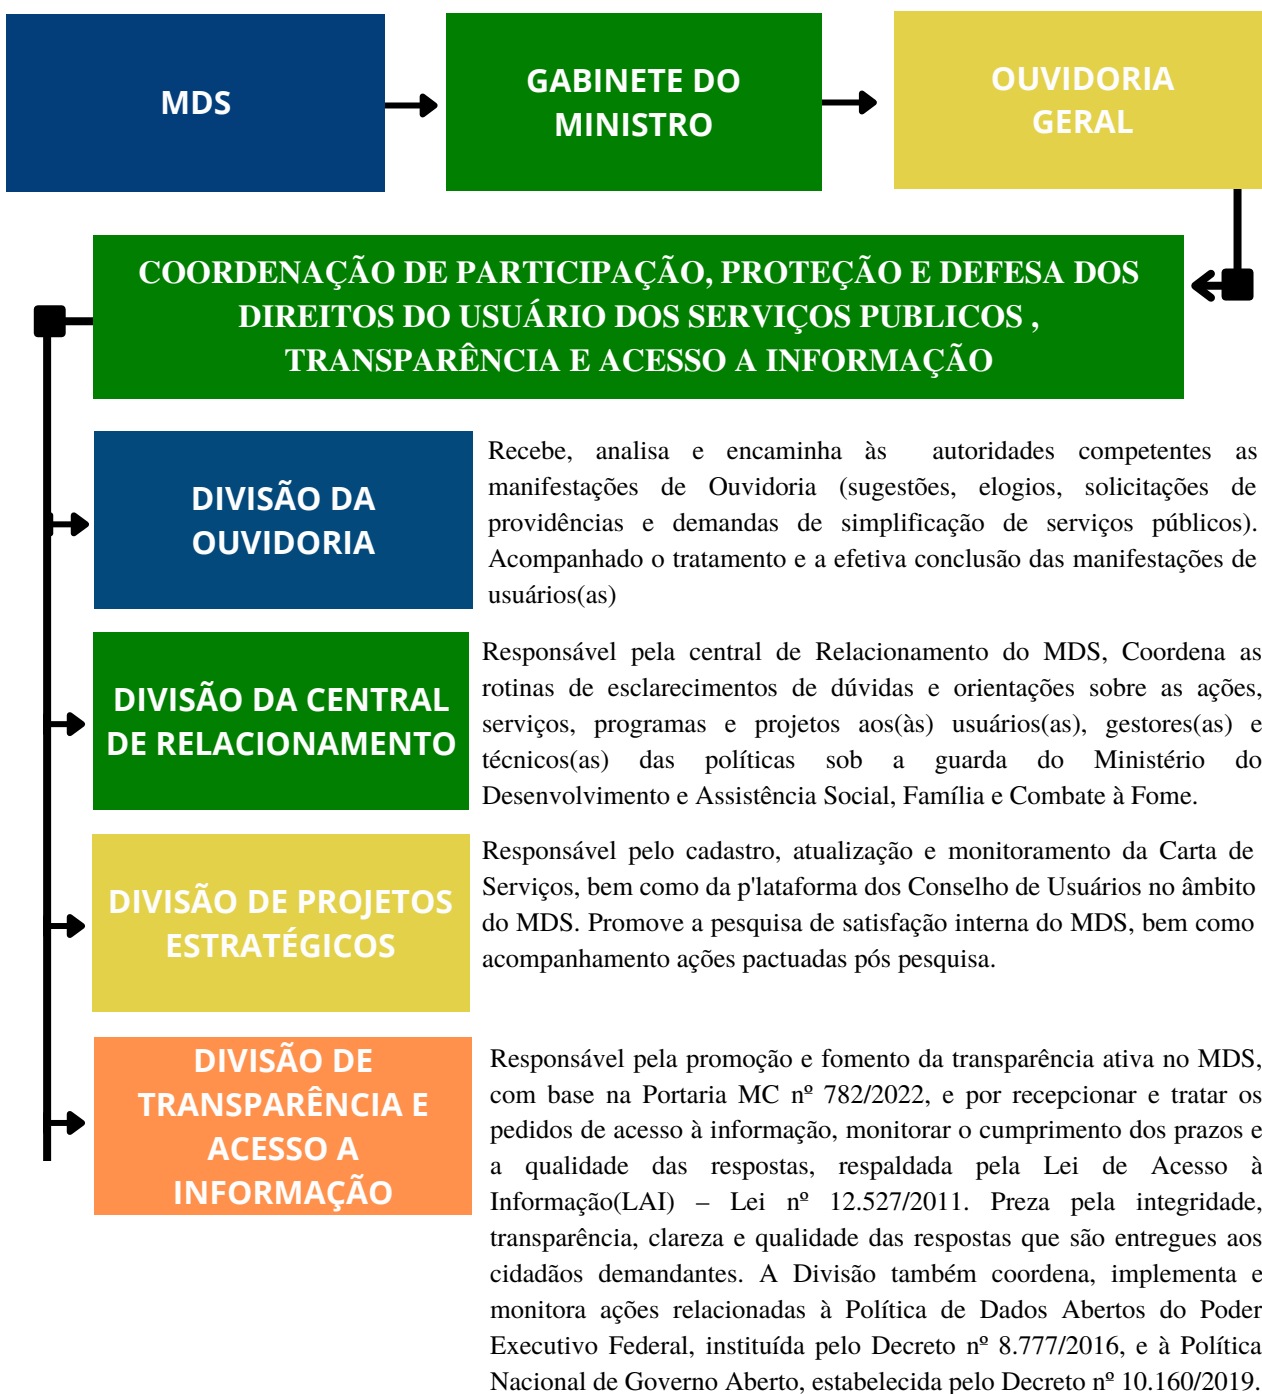 MDS
GABINETE DO
MINISTRO
OUVIDORIA
GERAL
COORDENAÇÃO DE PARTICIPAÇÃO, PROTEÇÃO E DEFESA DOS
DIREITOS DO USUÁRIO DOS SERVIÇOS PUBLICOS ,
TRANSPARÊNCIA E ACESSO A INFORMAÇÃO
DIVISÃO DA
OUVIDORIA
Recebe, analisa e encaminha às autoridades competentes as
manifestações de Ouvidoria (sugestões, elogios, solicitações de
providências e demandas de simplificação de serviços públicos).
Acompanhado o tratamento e a efetiva conclusão das manifestações de
usuários(as)
DIVISÃO DA CENTRAL
DE RELACIONAMENTO
Responsável pela central de Relacionamento do MDS, Coordena as
rotinas de esclarecimentos de dúvidas e orientações sobre as ações,
serviços, programas e projetos aos(às) usuários(as), gestores(as) e
técnicos(as) das políticas sob a guarda do Ministério do
Desenvolvimento e Assistência Social, Família e Combate à Fome.
DIVISÃO DE PROJETOS
ESTRATÉGICOS
Responsável pelo cadastro, atualização e monitoramento da Carta de
Serviços, bem como da p'lataforma dos Conselho de Usuários no âmbito
do MDS. Promove a pesquisa de satisfação interna do MDS, bem como
acompanhamento ações pactuadas pós pesquisa.
DIVISÃO DE
TRANSPARÊNCIA E
ACESSO A
INFORMAÇÃO
Responsável pela promoção e fomento da transparência ativa no MDS,
com base na Portaria MC nº 782/2022, e por recepcionar e tratar os
pedidos de acesso à informação, monitorar o cumprimento dos prazos e
a qualidade das respostas, respaldada pela Lei de Acesso à
Informação(LAI) – Lei nº 12.527/2011. Preza pela integridade,
transparência, clareza e qualidade das respostas que são entregues aos
cidadãos demandantes. A Divisão também coordena, implementa e
monitora ações relacionadas à Política de Dados Abertos do Poder
Executivo Federal, instituída pelo Decreto nº 8.777/2016, e à Política
Nacional de Governo Aberto, estabelecida pelo Decreto nº 10.160/2019.